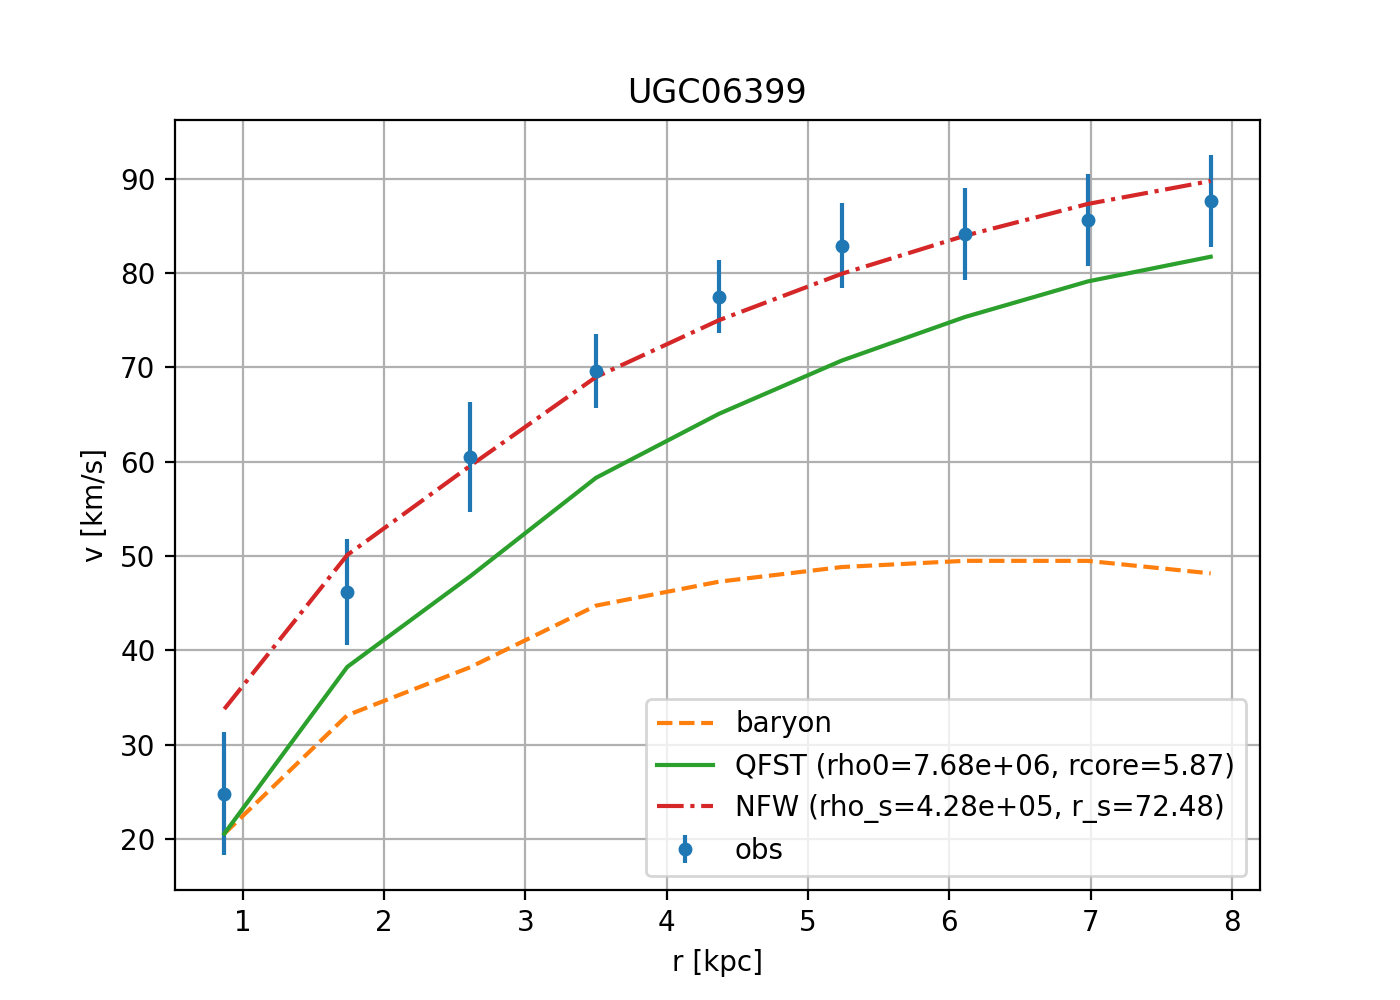 UGC06399
90
80
70
60
50
40
30
20
v [km/s]
baryon
QFST (rho0=7.68e+06, rcore=5.87)
NFW (rho_s=4.28e+05, r_s=72.48)
obs
1 2 3 4 5 6 7 8
r [kpc]